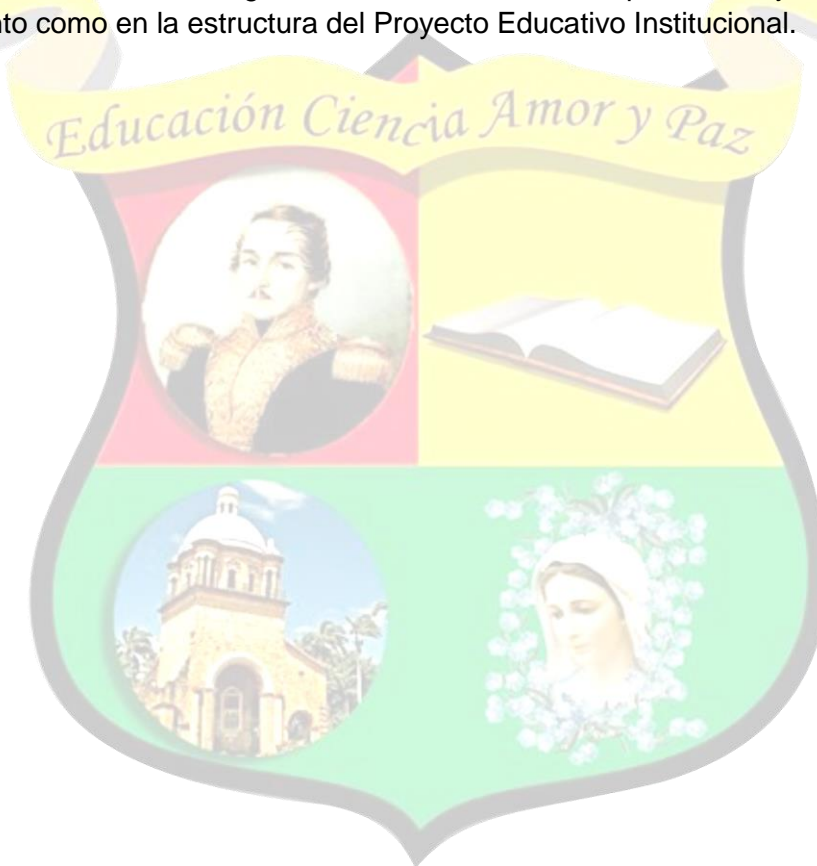 nto como en la estructura del Proyecto Educativo Institucional.
Educación Ciencia Amor y Paz